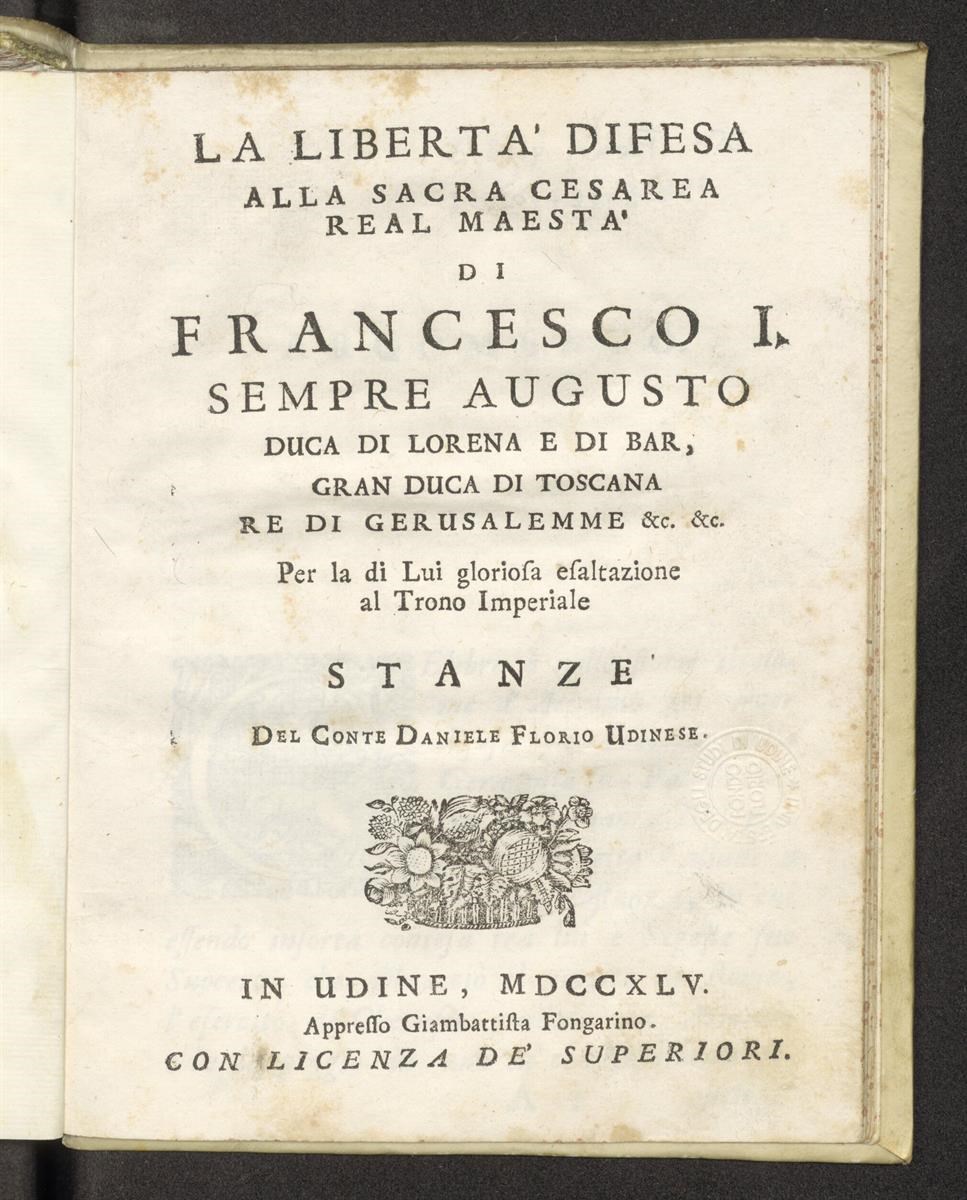 LA LIBERTA' DIFESA
ALLA SACRA CESAREA
REAL MAESTA'
DI
FRANCESCO I.
SEMPRE AUGUSTO
DUCA DI LORENA E DI BAR,
GRAN DUCA DI TOSCANA
RE DI GERUSALEMME &c. &c.
Per la di Lui glorioſa eſaltazione
al Trono Imperiale
STANZE
DEL CONTE DANIELE FLORIO UDINESE.
IN UDINE, MDCCXLV.
Appreſſo Giambattiſta Fongarino.
CON LICENZA DE' SUPERIORI.